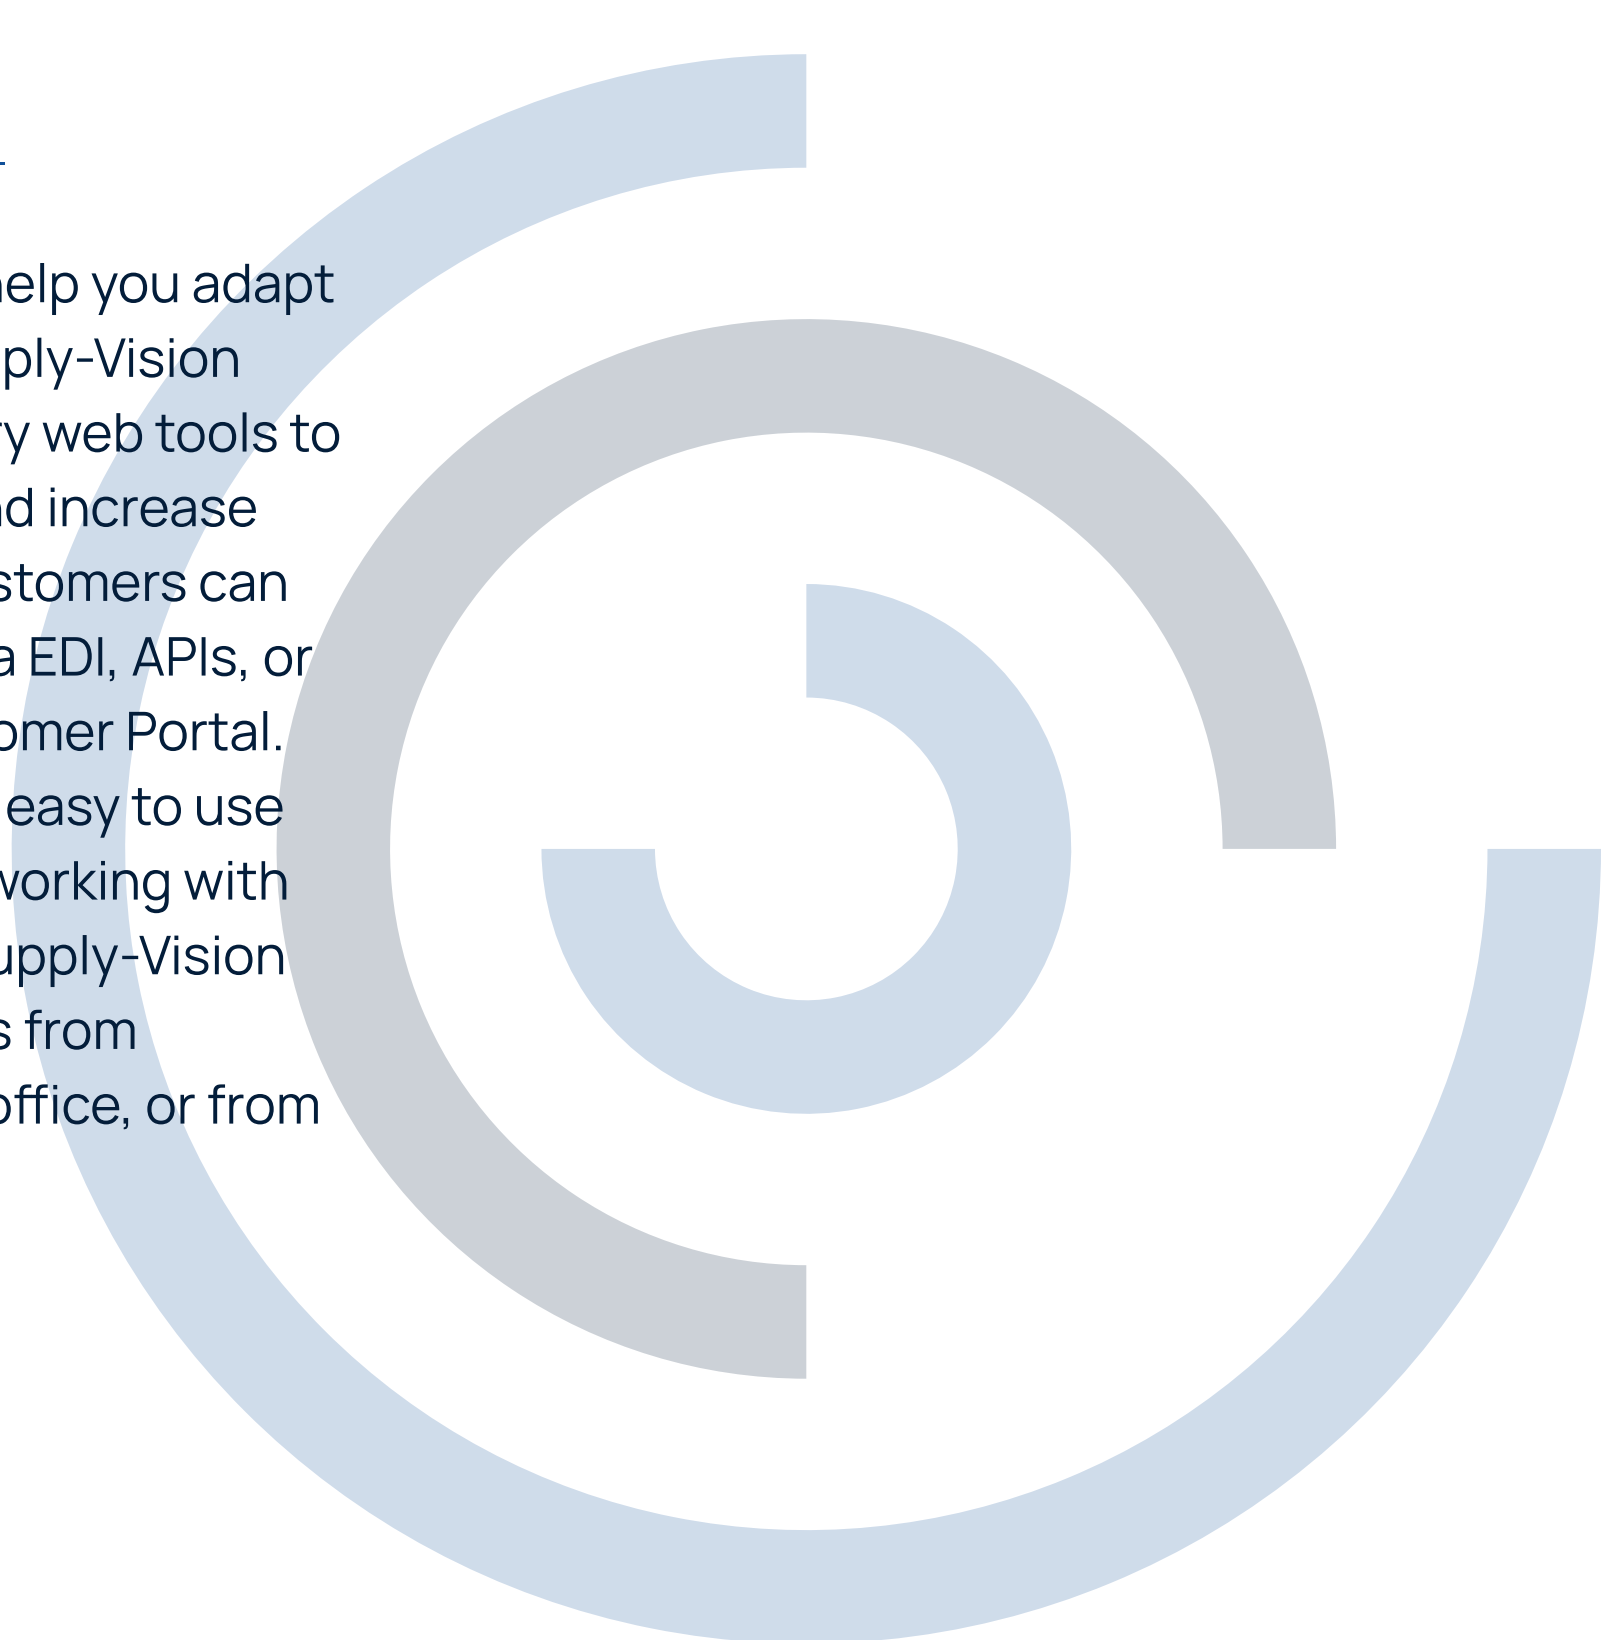 elp you adapt
ply-Vision
y web tools to
d increase
stomers can
a EDI, APIs, or
omer Portal.
easy to use
working with
upply-Vision
s from
office, or from